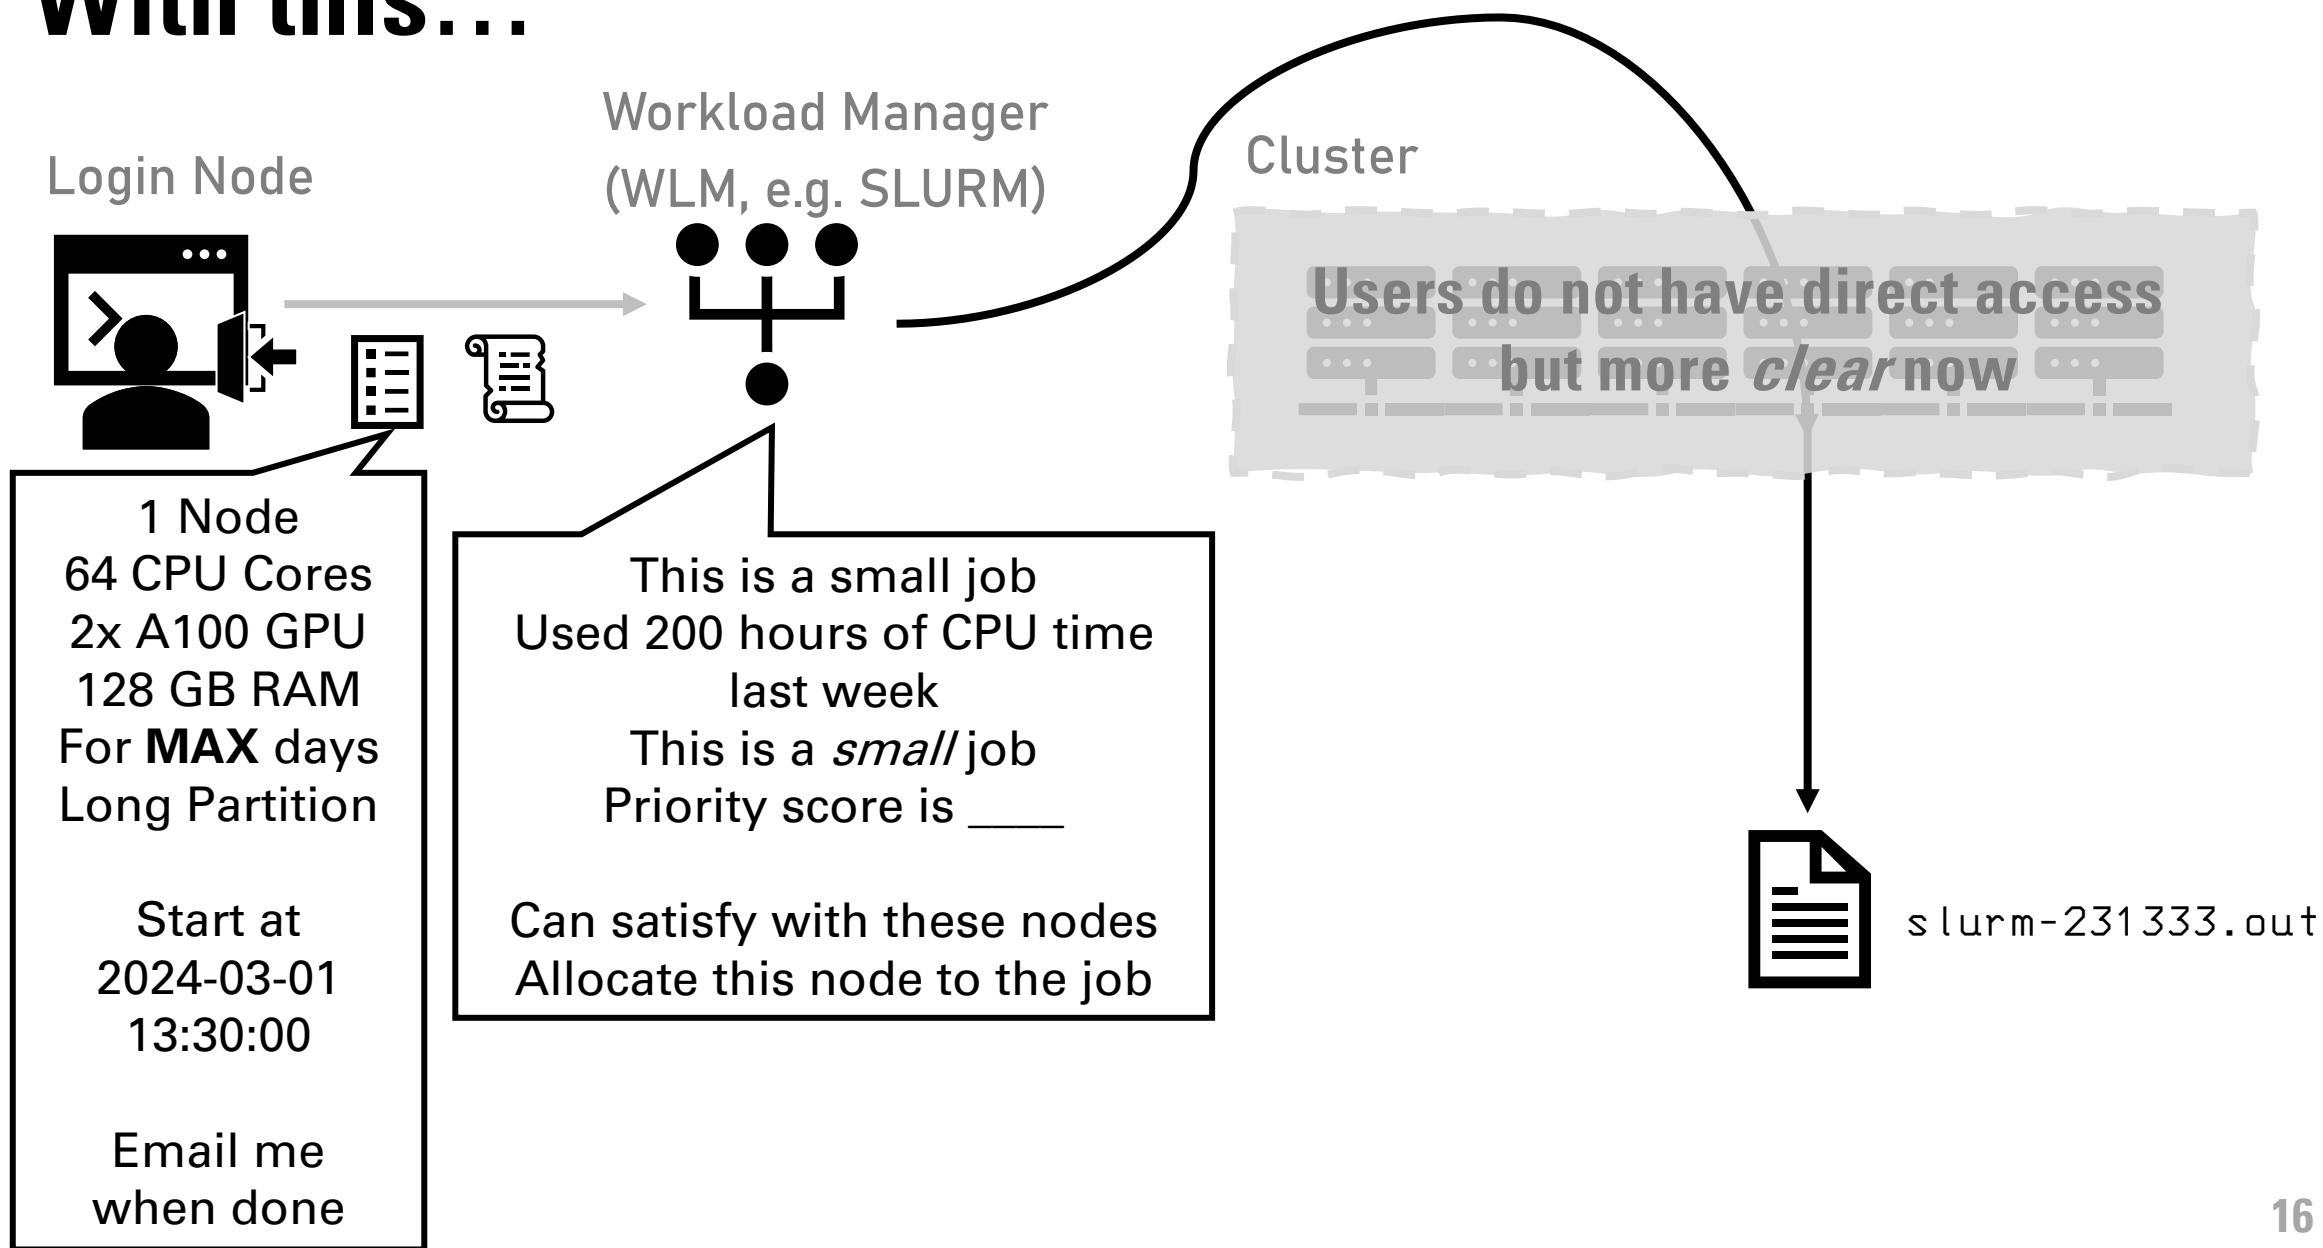 With this…
Login Node
Workload Manager
(WLM, e.g. SLURM)
Cluster
Users do not have direct access
but more clear now
1 Node
64 CPU Cores
2x A100 GPU
128 GB RAM
For MAX days
Long Partition
Start at
2024-03-01
13:30:00
Email me
when done
This is a small job
Used 200 hours of CPU time
last week
This is a small job
Priority score is ____
Can satisfy with these nodes
Allocate this node to the job
slurm-231333.out
16